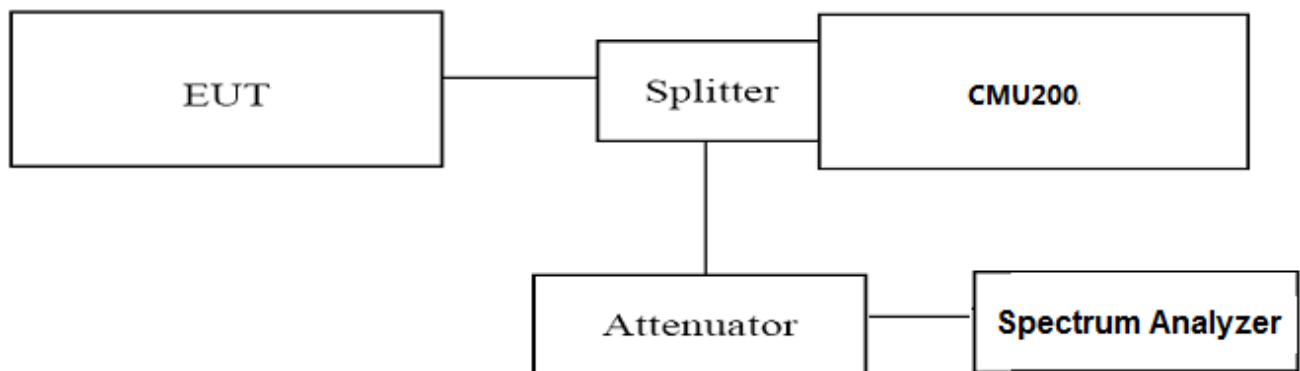 EUT
Splitter
CMU200.
Attenuator
Spectrum Analyzer